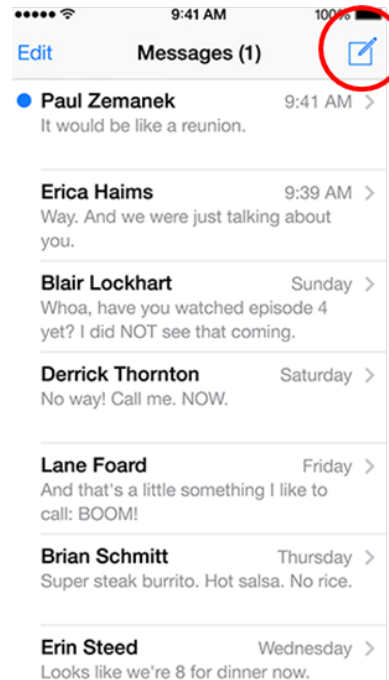 9:41 AM 100%
Edit Messages (1)
Paul Zemanek 9:41 AM
It would be like a reunion.
Erica Haims 9:39 AM
Way. And we were just talking about
you.
Blair Lockhart Sunday
Whoa, have you watched episode 4
yet? I did NOT see that coming.
Derrick Thornton Saturday
No way! Call me. NOW.
Lane Foard Friday
And that's a little something I like to
call: BOOM!
Brian Schmitt Thursday
Super steak burrito. Hot salsa. No rice.
Erin Steed Wednesday
Looks like we're 8 for dinner now.